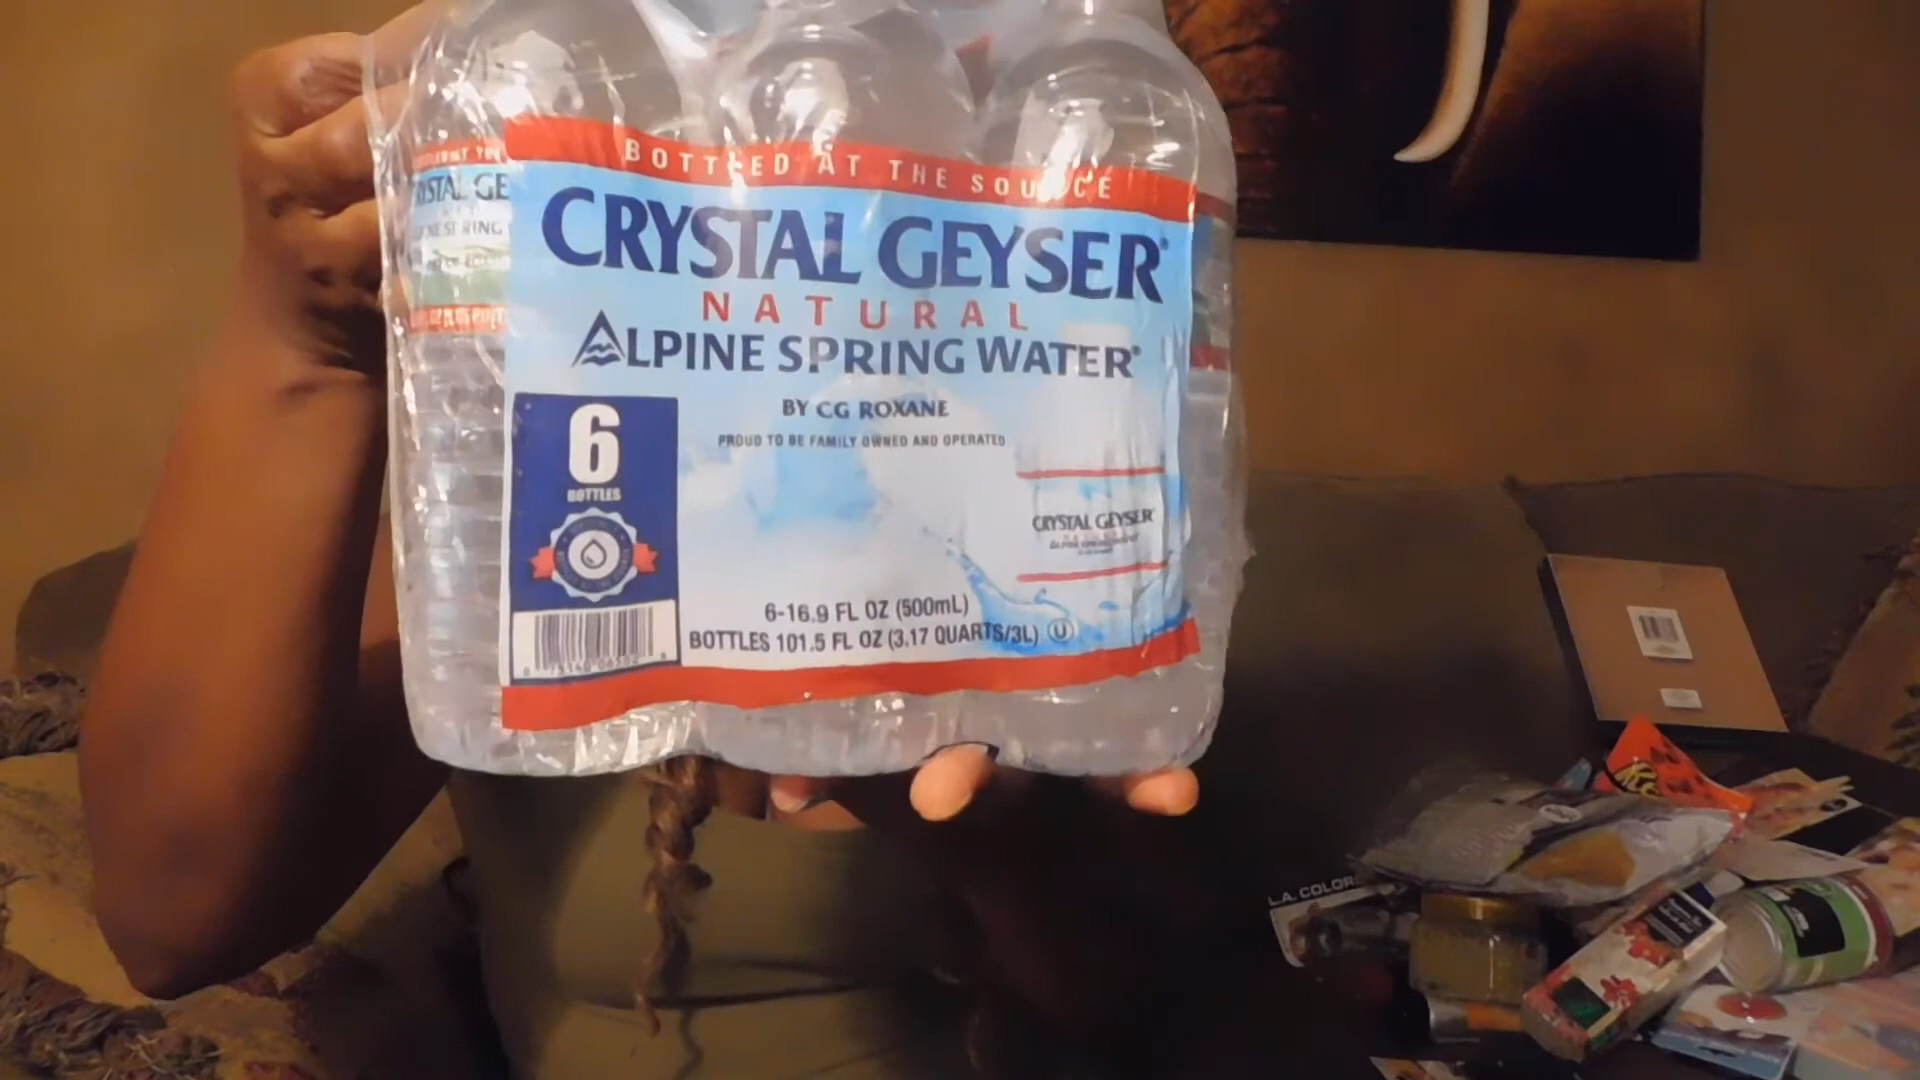 BOTTLED AT THE SOURCE
CRYSTAL GEYSER®
NATURAL
ALPINE SPRING WATER®
BY CG ROXANE
PROUD TO BE FAMILY OWNED AND OPERATED
6
BOTTLES
CRYSTAL GEYSER
6-16.9 FL OZ (500mL)
BOTTLES 101.5 FL OZ (3.17 QUARTS/3L) U
L.A. COLORS